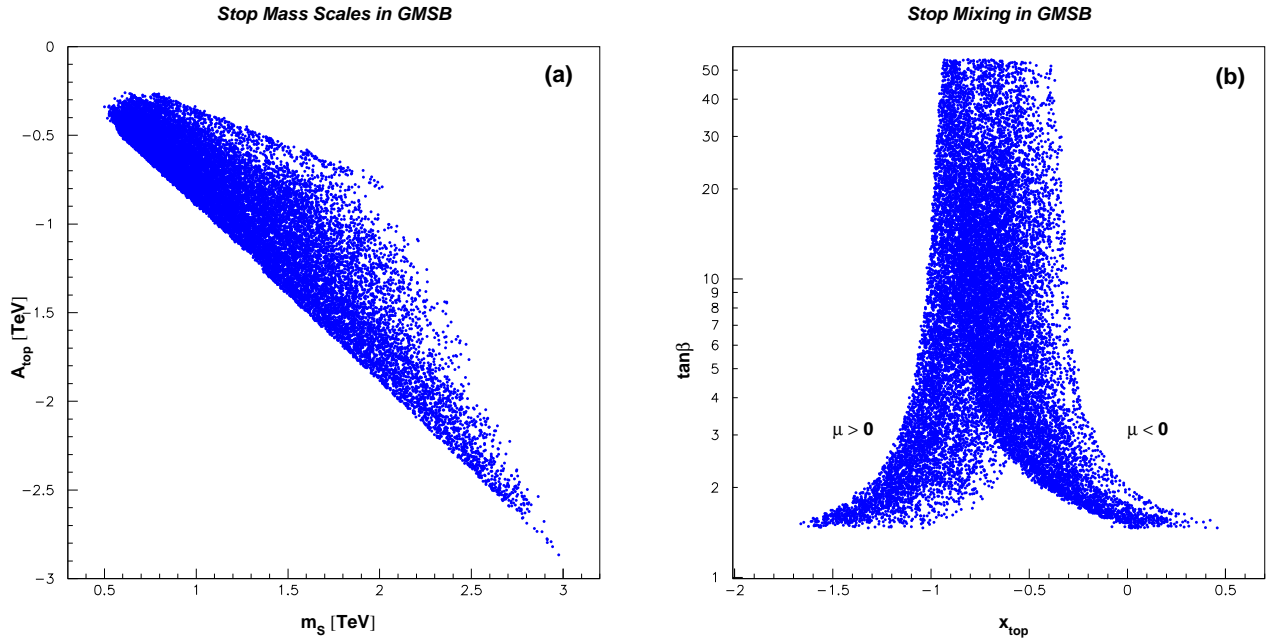 Stop Mass Scales in GMSB
(a)
0
−0.5
−1
−1.5
−2
−2.5
−3
A_top [TeV]
0.5 1 1.5 2 2.5 3
m_S [TeV]
Stop Mixing in GMSB
(b)
50
40
30
20
10
9
8
7
6
5
4
3
2
1
tanβ
μ > 0
μ < 0
−2 −1.5 −1 −0.5 0 0.5
x_top